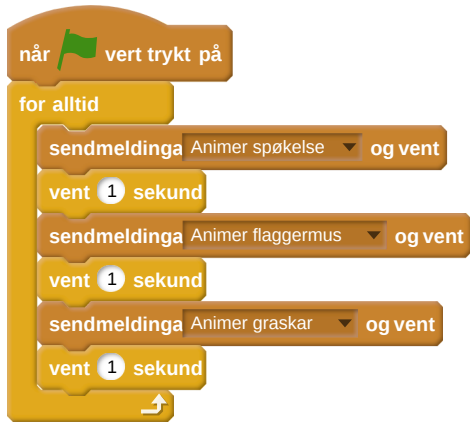 når vert trykt på
for alltid
sendmeldinga Animer spøkelse og vent
vent 1 sekund
sendmeldinga Animer flaggermus og vent
vent 1 sekund
sendmeldinga Animer graskar og vent
vent 1 sekund